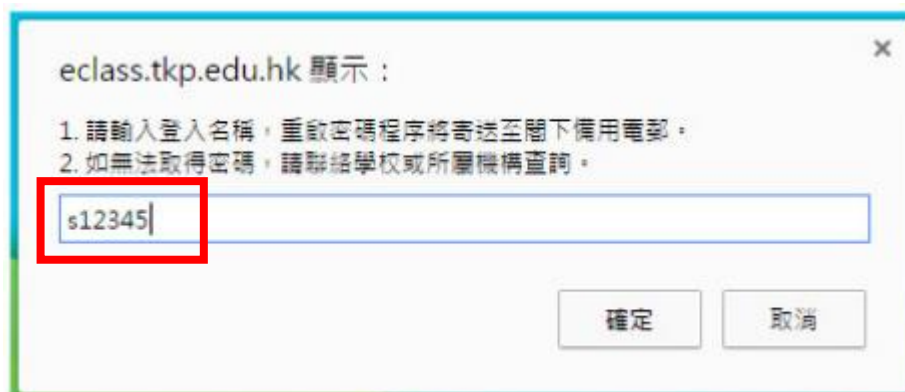 eclass.tkp.edu.hk 顯示：
1. 請輸入登入名稱，重啟密碼程序將寄送至閣下備用電郵。
2. 如無法取得密碼，請聯絡學校或所屬機構查詢。
s12345
確定
取消